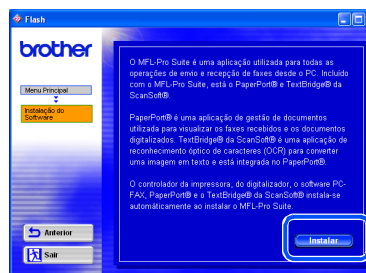 Flash
brother
Menu Principal
Instalação do
Software
O MFL-Pro Suite é uma aplicação utilizada para todas as
operações de envio e recepção de faxes desde o PC. Incluído
com o MFL-Pro Suite, está o PaperPort® e TextBridge® da
ScanSoft®.
PaperPort® é uma aplicação de gestão de documentos
utilizada para visualizar os faxes recebidos e os documentos
digitalizados. TextBridge® da ScanSoft® é uma aplicação de
reconhecimento óptico de caracteres (OCR) para converter
uma imagem em texto e está integrada no PaperPort®.
O controlador da impressora, do digitalizador, o software PC-
FAX, PaperPort® e o TextBridge® da ScanSoft® instala-se
automáticamente ao instalar o MFL-Pro Suite.
Anterior
Sair
Instalar